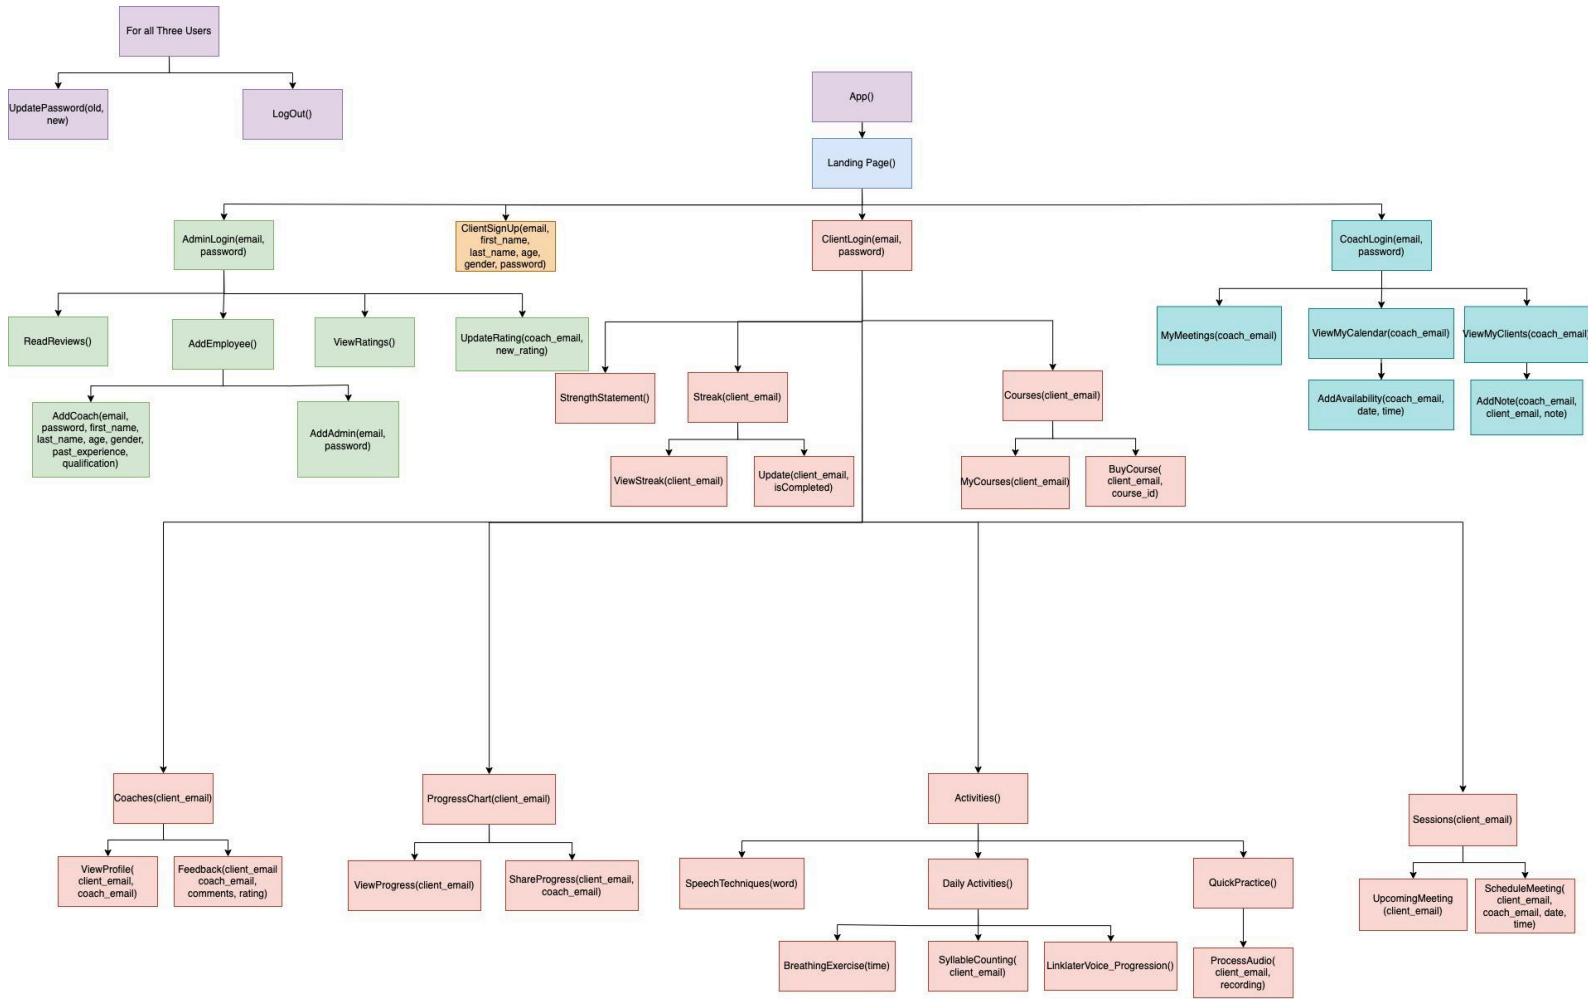 For all Three Users
UpdatePassword(old,
new)
LogOut()
App()
Landing Page()
AdminLogin(email,
password)
ClientSignUp(email,
first_name,
last_name, age,
gender, password)
ClientLogin(email,
password)
CoachLogin(email,
password)
ReadReviews()
AddEmployee()
ViewRatings()
UpdateRating(coach_email,
new_rating)
MyMeetings(coach_email)
ViewMyCalendar(coach_email)
ViewMyClients(coach_email)
AddCoach(email,
password, first_name,
last_name, age, gender,
past_experience,
qualification)
AddAdmin(email,
password)
StrengthStatement()
Streak(client_email)
Courses(client_email)
AddAvailability(coach_email,
date, time)
AddNote(coach_email,
client_email, note)
ViewStreak(client_email)
Update(client_email,
isCompleted)
MyCourses(client_email)
BuyCourse(
client_email,
course_id)
Coaches(client_email)
ProgressChart(client_email)
Activities()
Sessions(client_email)
ViewProfile(
client_email,
coach_email)
Feedback(client_email
coach_email,
comments, rating)
ViewProgress(client_email)
ShareProgress(client_email,
coach_email)
SpeechTechniques(word)
Daily Activities()
QuickPractice()
UpcomingMeeting
(client_email)
ScheduleMeeting(
client_email,
coach_email, date,
time)
BreathingExercise(time)
SyllableCounting(
client_email)
LinklaterVoice_Progression()
ProcessAudio(
client_email,
recording)